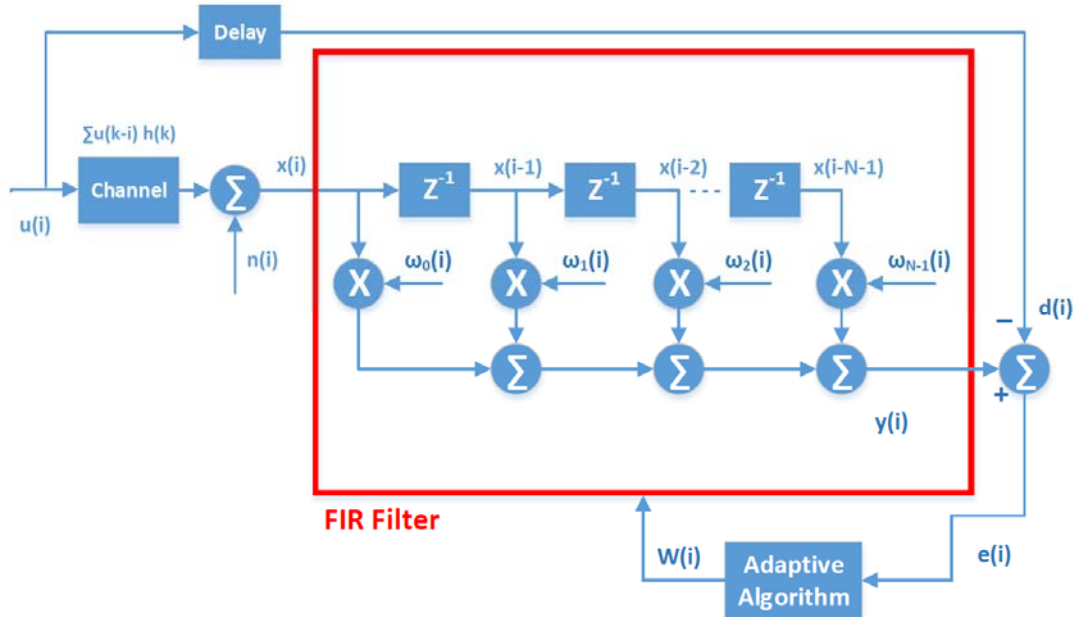 Delay
∑u(k-i) h(k)
Channel
∑
u(i)
n(i)
x(i)
Z⁻¹
x(i-1)
Z⁻¹
x(i-2)
Z⁻¹
x(i-N-1)
X
ω₀(i)
X
ω₁(i)
X
ω₂(i)
X
ωN-1(i)
∑
∑
∑
y(i)
−
d(i)
∑
+
FIR Filter
W(i)
Adaptive
Algorithm
e(i)